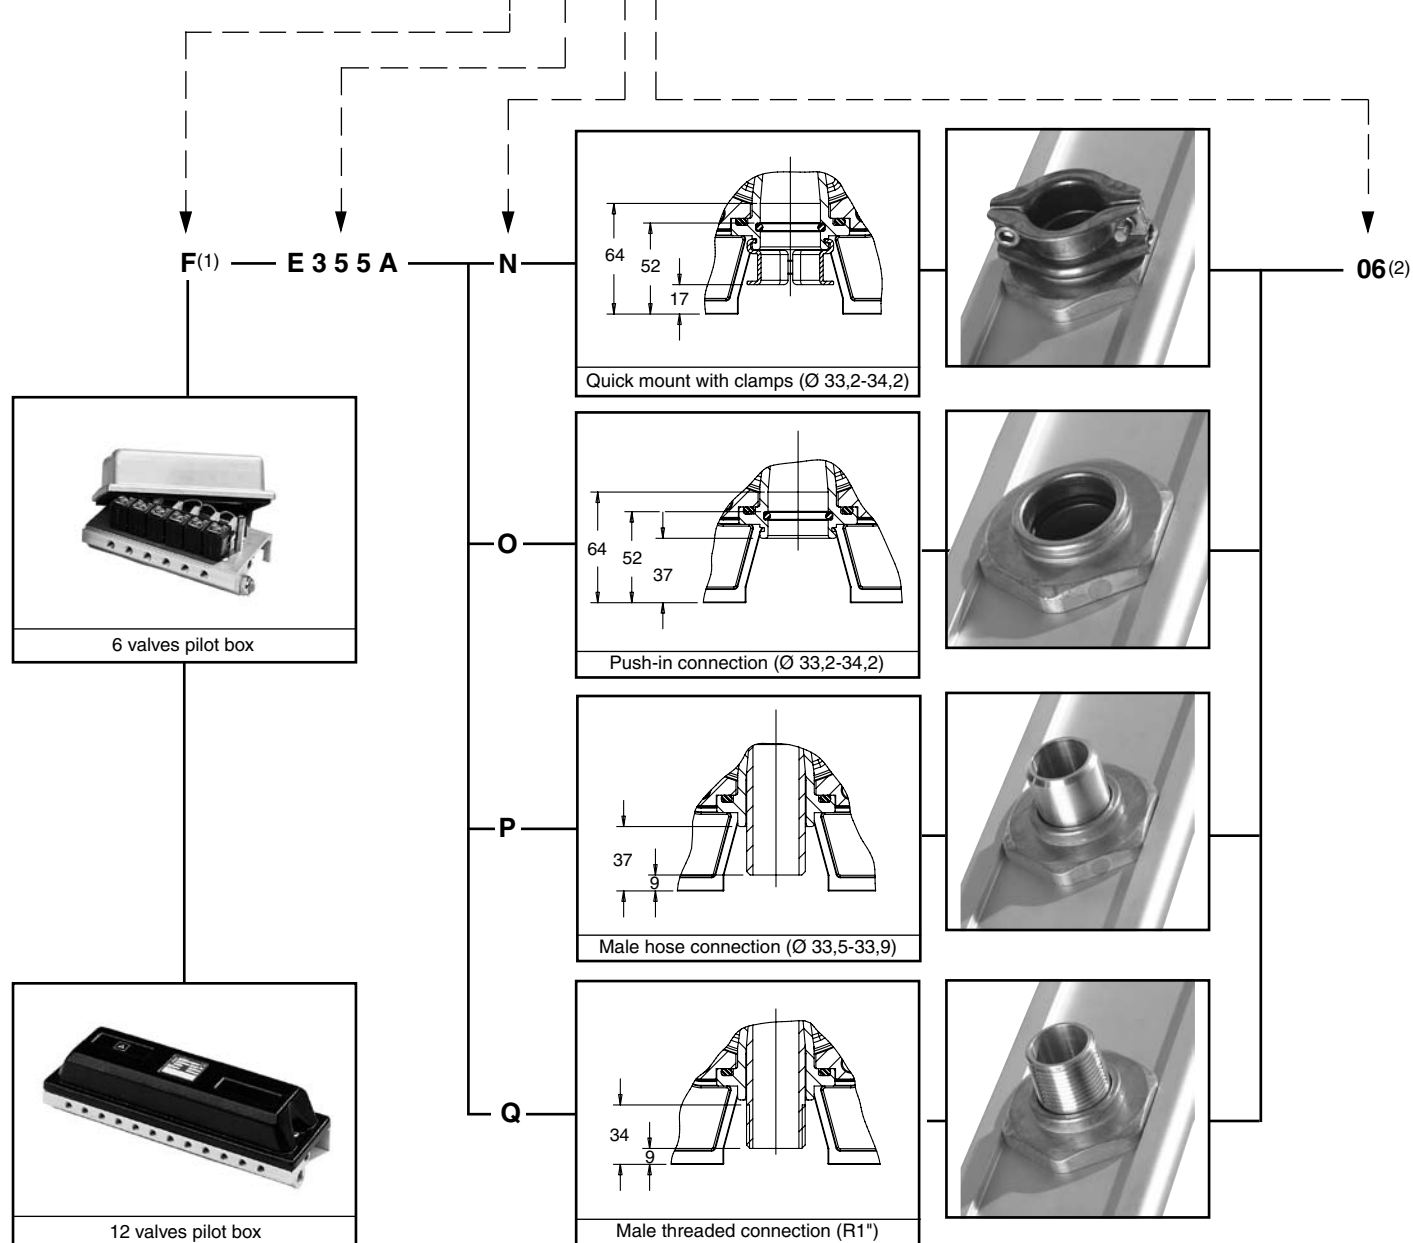 F(1) E 3 5 5 A N 06(2)
64
52
17
Quick mount with clamps (Ø 33,2-34,2)
O
64
52
37
Push-in connection (Ø 33,2-34,2)
6 valves pilot box
P
37
9
Male hose connection (Ø 33,5-33,9)
Q
34
9
Male threaded connection (R1")
12 valves pilot box